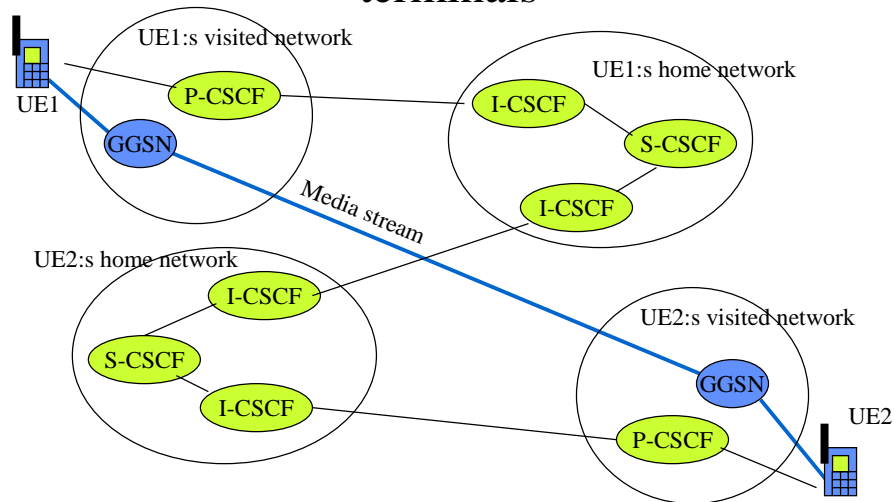 terminals
UE1:s visited network
UE1:s home network
UE1
P-CSCF
I-CSCF
GGSN
S-CSCF
I-CSCF
Media stream
UE2:s home network
I-CSCF
UE2:s visited network
S-CSCF
GGSN
I-CSCF
UE2
P-CSCF